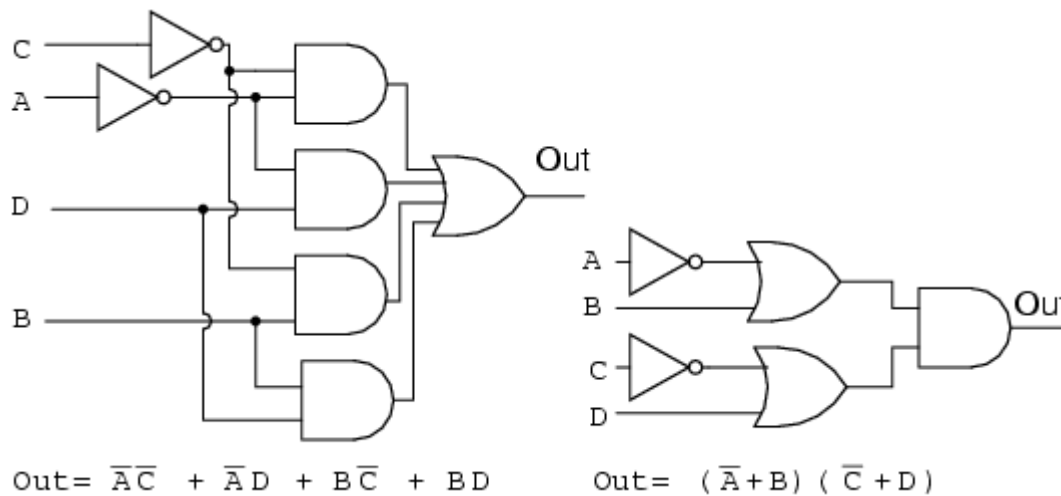 C
A
Out
D
A
B
B
Out
C
D
Out= A̅C̅ + A̅D + BC̅ + BD
Out= (A̅+B)(C̅+D)